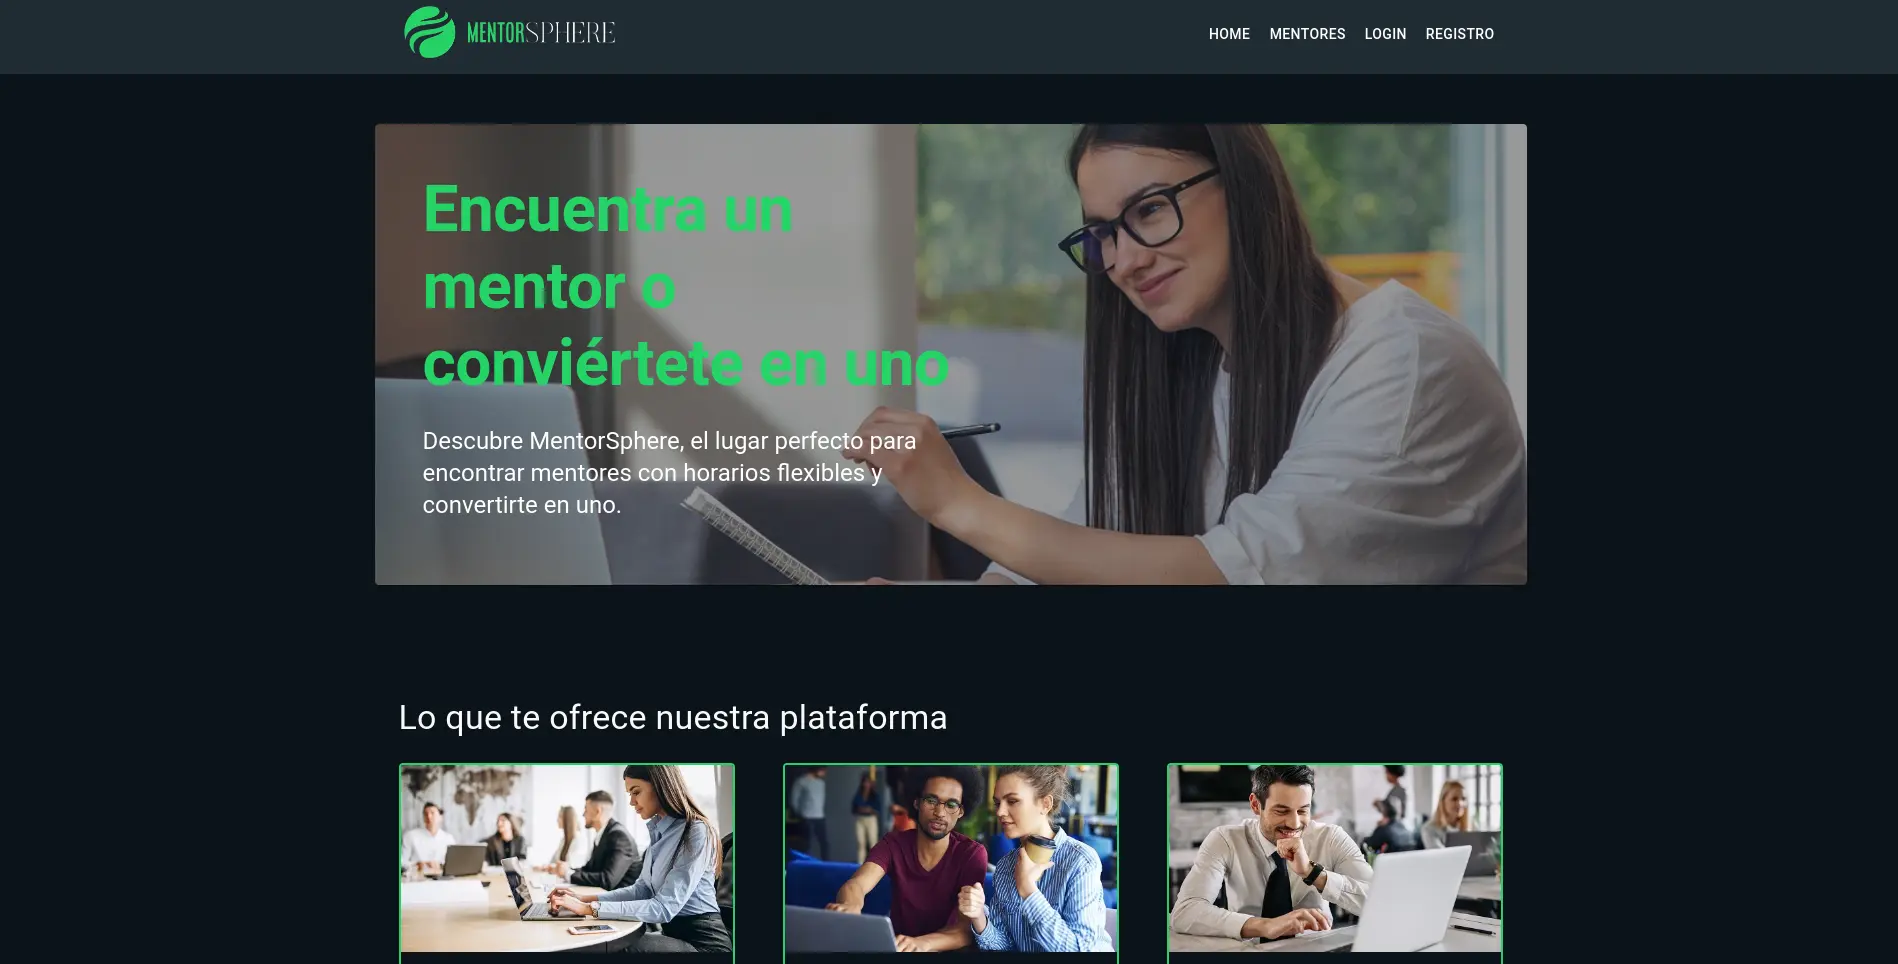 MENTORSPHERE
HOME MENTORES LOGIN REGISTRO
Encuentra un
mentor o
conviértete en uno
Descubre MentorSphere, el lugar perfecto para
encontrar mentores con horarios flexibles y
convertirte en uno.
Lo que te ofrece nuestra plataforma